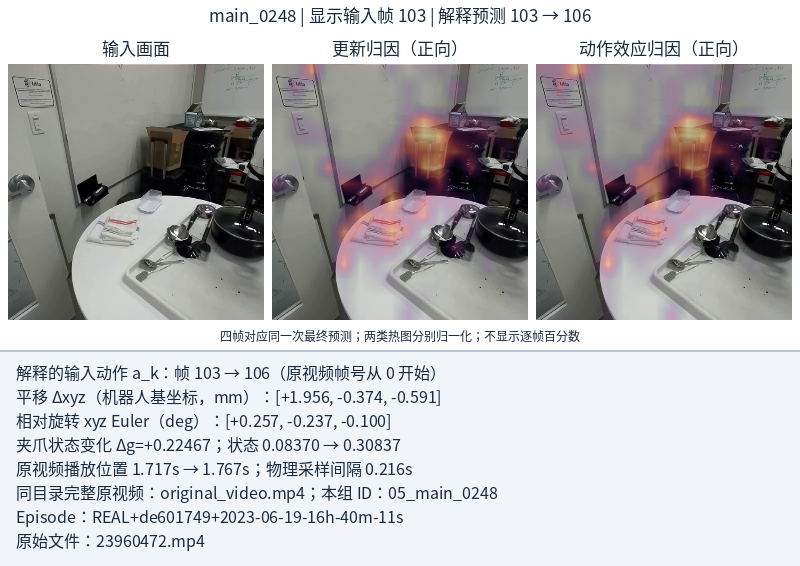 main_0248 | 显示输入帧 103 | 解释预测 103 → 106
输入画面
更新归因（正向）
动作效应归因（正向）
四帧对应同一次最终预测；两类热图分别归一化；不显示逐帧百分数
解释的输入动作 a_k：帧 103 → 106（原视频帧号从 0 开始）
平移 Δxyz（机器人基坐标，mm）：[+1.956, -0.374, -0.591]
相对旋转 xyz Euler（deg）：[+0.257, -0.237, -0.100]
夹爪状态变化 Δg=+0.22467；状态 0.08370 → 0.30837
原视频播放位置 1.717s → 1.767s；物理采样间隔 0.216s
同目录完整原视频：original_video.mp4；本组 ID：05_main_0248
Episode：REAL+de601749+2023-06-19-16h-40m-11s
原始文件：23960472.mp4